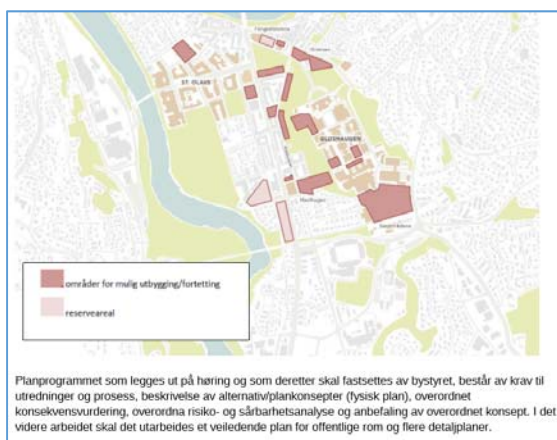 ST. OLAVS
GLØSHAUGEN
områder for mulig utbygging/fortetting
reserveareal
Planprogrammet som legges ut på høring og som deretter skal fastsettes av bystyret, består av krav til
utredninger og prosess, beskrivelse av alternativ/plankonsepter (fysisk plan), overordnet
konsekvensvurdering, overordna risiko- og sårbarhetsanalyse og anbefaling av overordnet konsept. I det
videre arbeidet skal det utarbeides et veiledende plan for offentlige rom og flere detaljplaner.